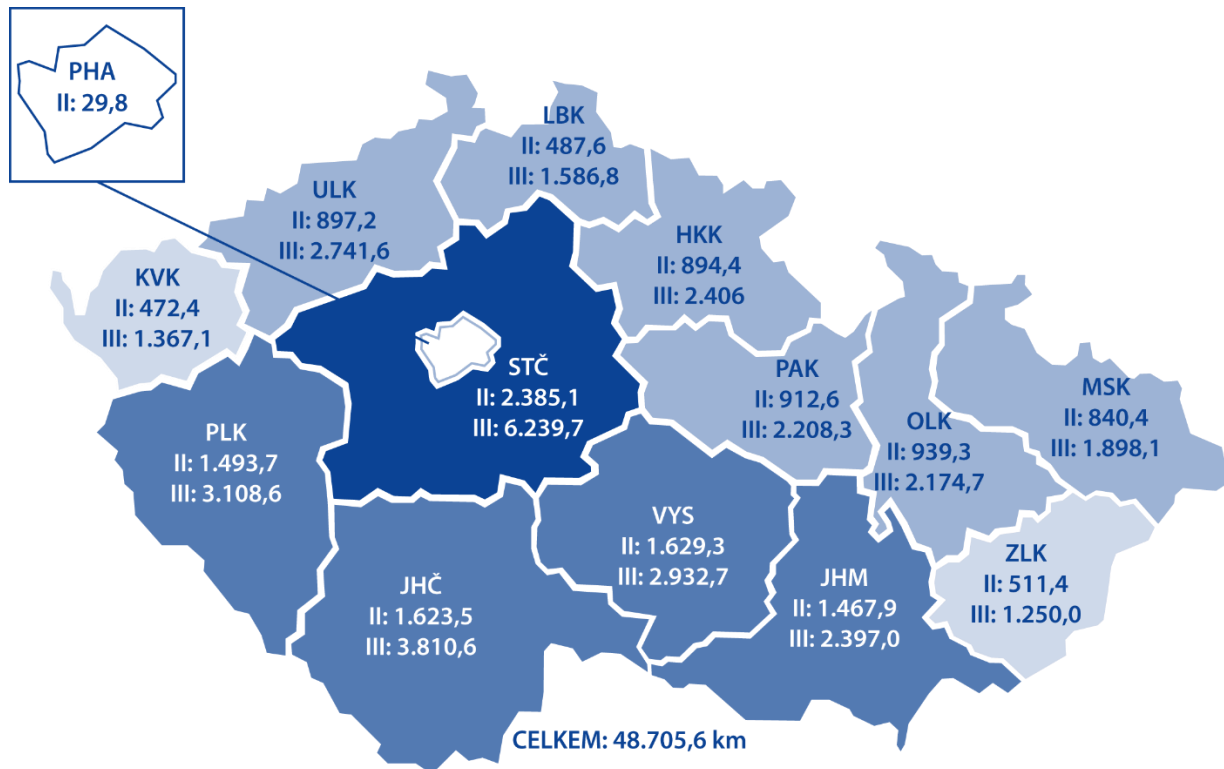 PHA
II: 29,8
LBK
II: 487,6
III: 1.586,8
ULK
II: 897,2
III: 2.741,6
HKK
II: 894,4
III: 2.406
KVK
II: 472,4
III: 1.367,1
STČ
II: 2.385,1
III: 6.239,7
PAK
II: 912,6
III: 2.208,3
MSK
II: 840,4
III: 1.898,1
OLK
II: 939,3
III: 2.174,7
PLK
II: 1.493,7
III: 3.108,6
VYS
II: 1.629,3
III: 2.932,7
ZLK
II: 511,4
III: 1.250,0
JHČ
II: 1.623,5
III: 3.810,6
JHM
II: 1.467,9
III: 2.397,0
CELKEM: 48.705,6 km